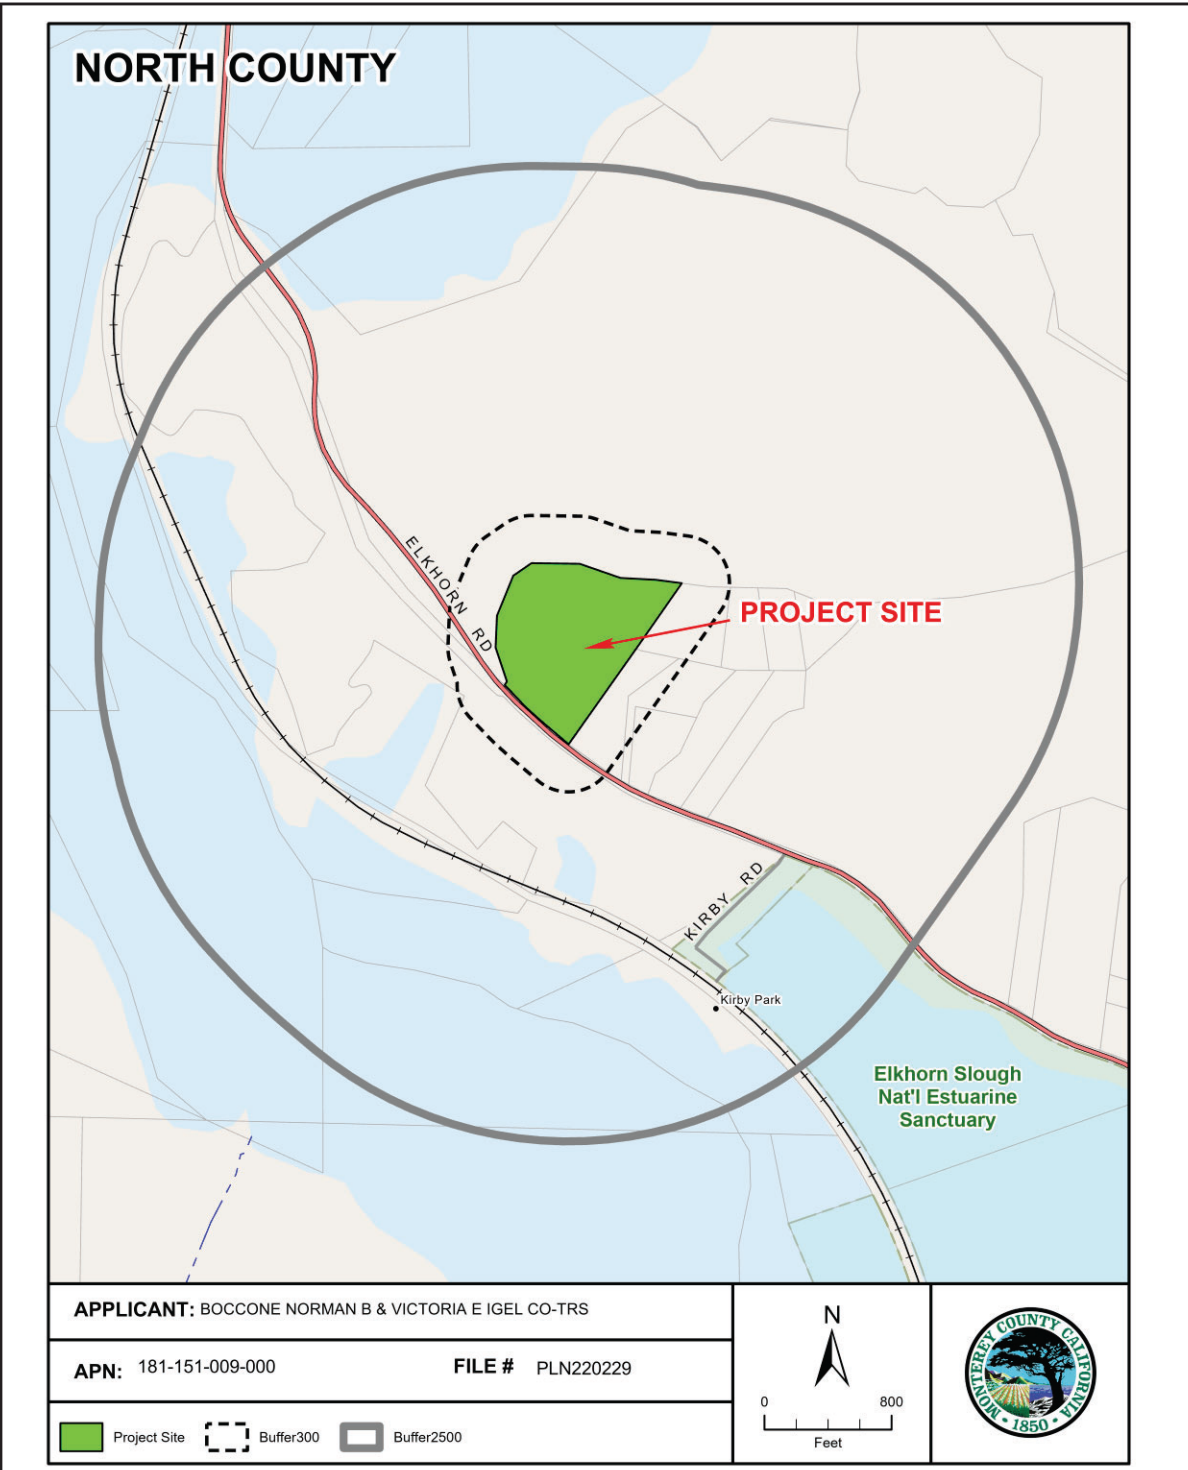 NORTH COUNTY
ELKHORN RD
PROJECT SITE
KIRBY RD
Kirby Park
Elkhorn Slough
Nat'l Estuarine
Sanctuary
APPLICANT: BOCCONE NORMAN B & VICTORIA E IGEL CO-TRS
APN: 181-151-009-000
FILE # PLN220229
Project Site
Buffer300
Buffer2500
N
0 800
Feet
MONTEREY COUNTY CALIFORNIA
• 1850 •